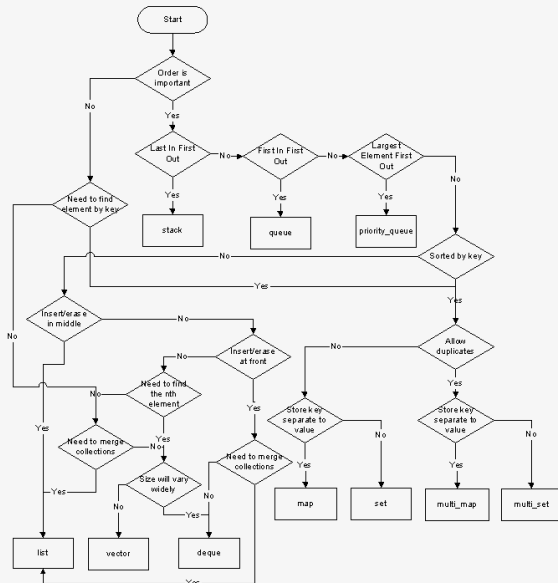 Start
Order is
important
No
Yes
Last In First
Out
No
First In First
Out
No
Largest
Element First
Out
No
Need to find
element by key
Yes
Yes
Yes
stack
queue
priority_queue
No
Sorted by key
No
Yes
Yes
Insert/erase
in middle
No
Insert/erase
at front
Allow
duplicates
No
No
Need to find
the nth
element
Yes
Yes
Yes
Store key
separate to
value
No
Store key
separate to
value
No
Need to merge
collections
No
Yes
Need to merge
collections
Yes
Yes
Size will vary
widely
No
Yes
No
Yes
map
set
multi_map
multi_set
list
vector
deque
Yes